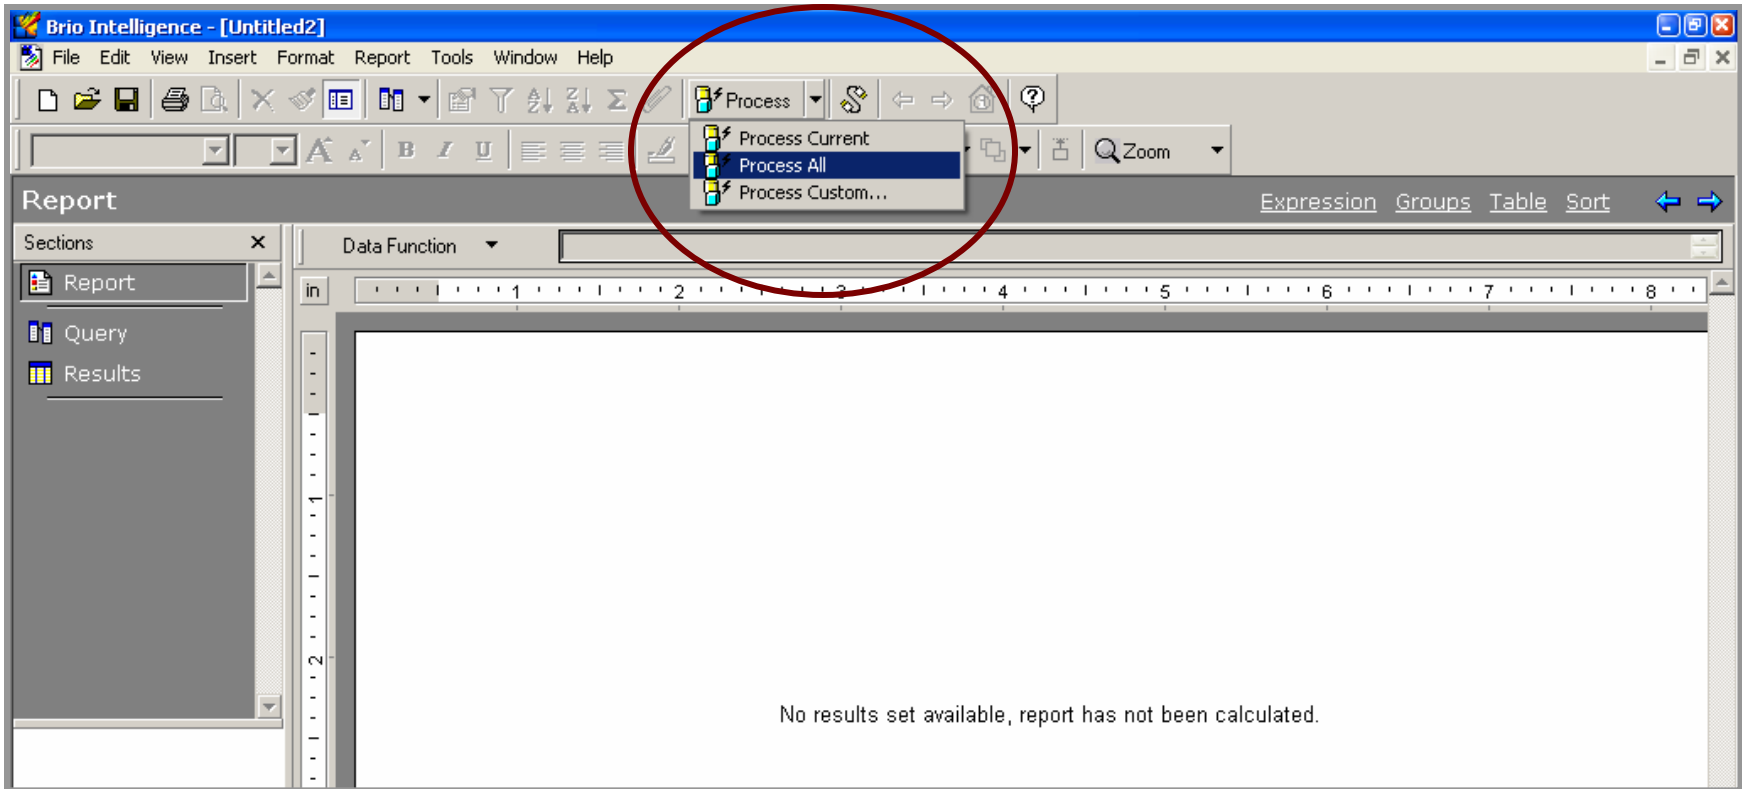 Brio Intelligence - [Untitled2]
File Edit View Insert Format Report Tools Window Help
Process
Process Current
B I U Zoom
Process All
Process Custom...
Report
Expression Groups Table Sort
Sections
Data Function
Report
in 1 2 3 4 5 6 7 8
Query
Results
1
2
No results set available, report has not been calculated.